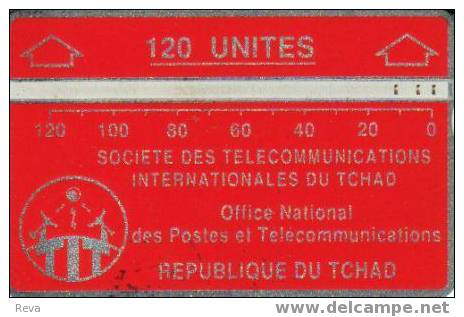 120 UNITES
120 100 80 60 40 20 0
SOCIETE DES TELECOMMUNICATIONS
INTERNATIONALES DU TCHAD
Office National
des Postes et Telecommunications
REPUBLIQUE DU TCHAD
TIT
Reva
www.delcampe.net